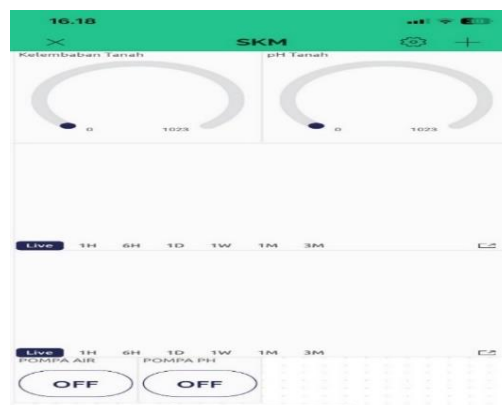 16.18
SKM
Kelembaban Tanah pH Tanah
0 1023 0 1023
Live 1H 6H 1D 1W 1M 3M
Live 1H 6H 1D 1W 1M 3M
POMPA AIR POMPA PH
OFF OFF